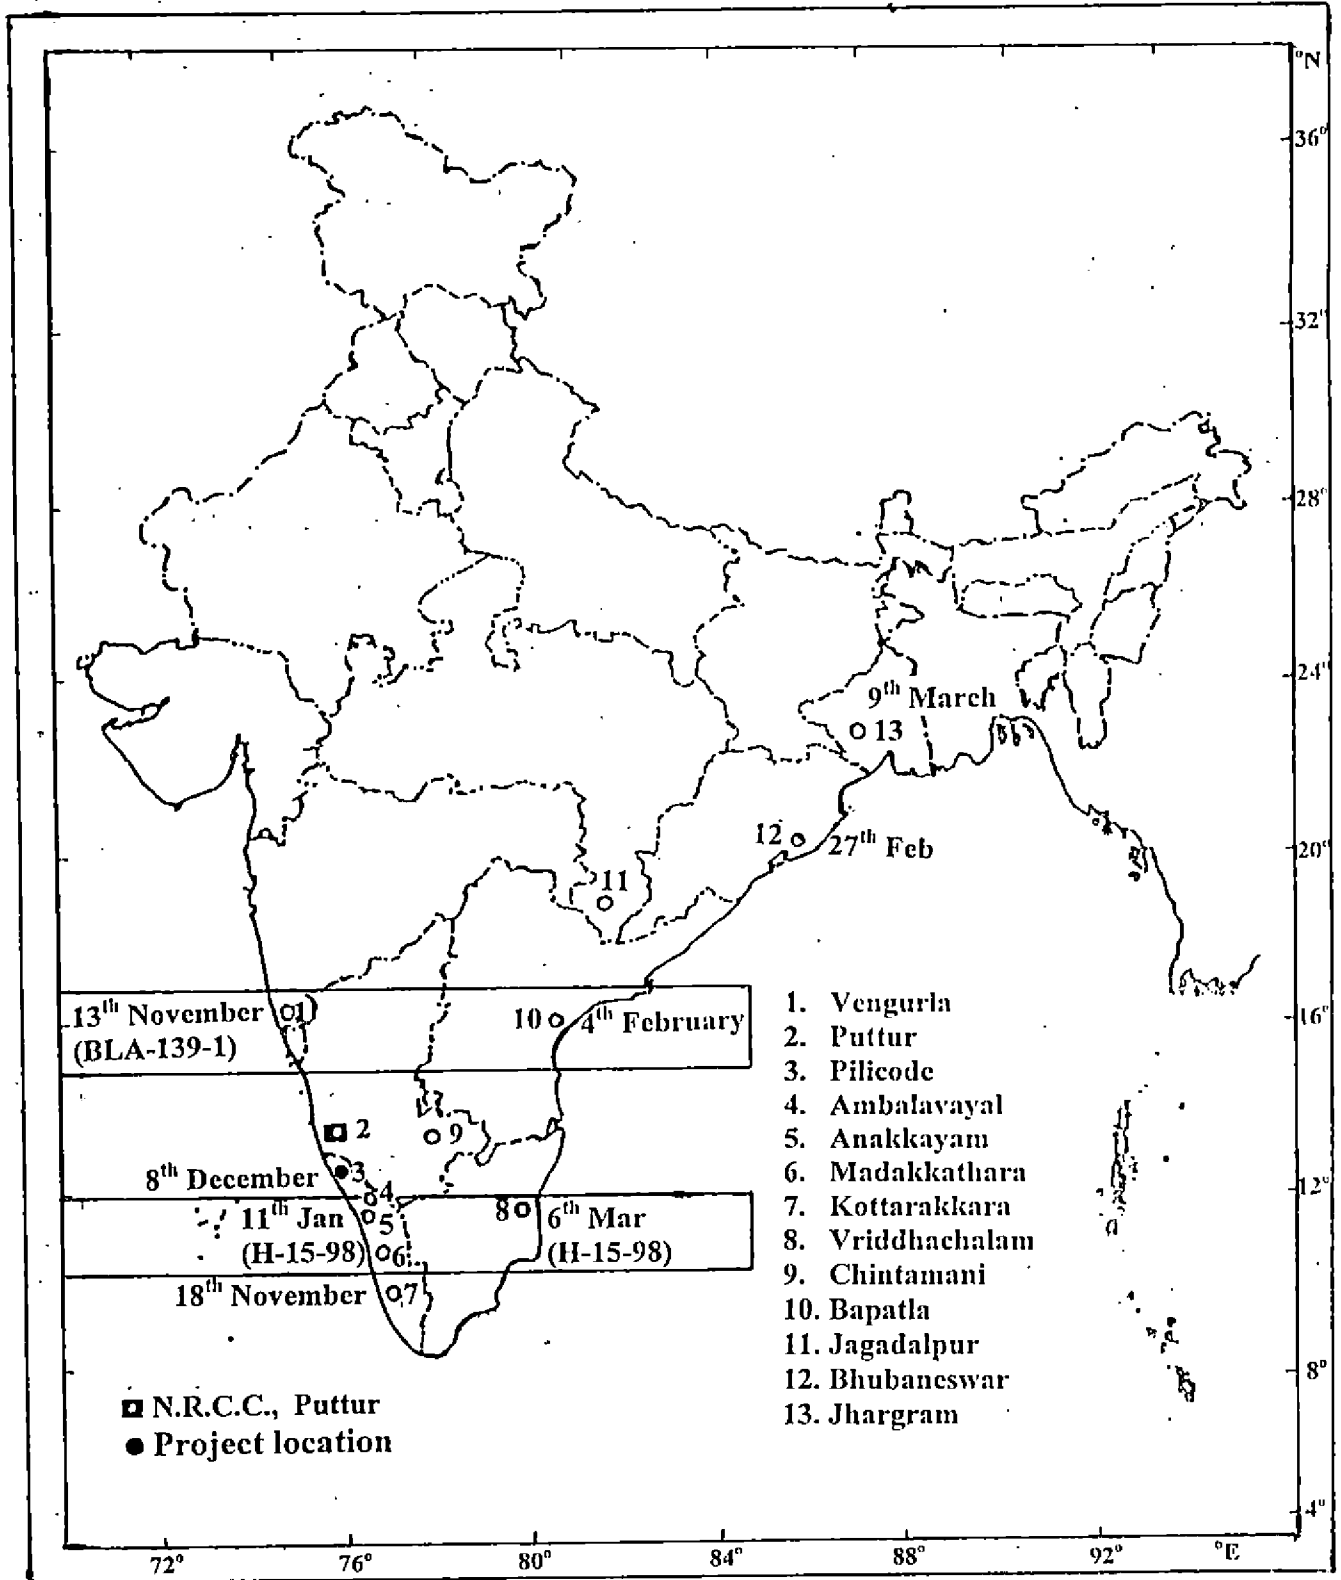 °N
36°
32°
28°
24°
9th March
13
12
27th Feb
20°
11
13th November 1)
(BLA-139-1)
10 4th February
16°
2
9
3
8th December
4
12°
11th Jan 5
(H-15-98) 6
8 6th Mar
(H-15-98)
18th November 7
8°
4°
1. Vengurla
2. Puttur
3. Pilicode
4. Ambalavayal
5. Anakkayam
6. Madakkathara
7. Kottarakkara
8. Vriddhachalam
9. Chintamani
10. Bapatla
11. Jagadalpur
12. Bhubaneswar
13. Jhargram
N.R.C.C., Puttur
Project location
72° 76° 80° 84° 88° 92° °E